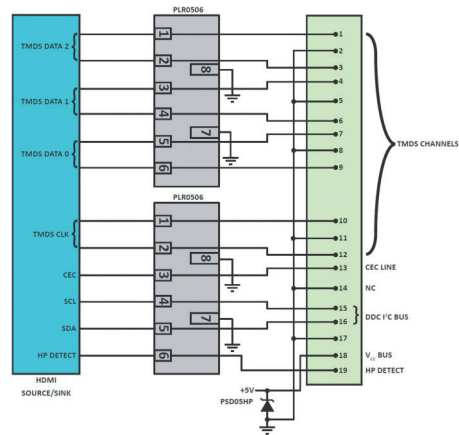 PLR0506
TMDS DATA 2
1
2
8
TMDS DATA 1
3
4
7
TMDS DATA 0
5
6
PLR0506
TMDS CLK
1
2
8
CEC
3
SCL
4
7
SDA
5
HP DETECT
6
HDMI
SOURCE/SINK
1
2
3
4
5
6
7
8
9
10
11
12
13
14
15
16
17
18
19
TMDS CHANNELS
CEC LINE
NC
DDC I²C BUS
Vcc BUS
HP DETECT
+5V
PSD05HP